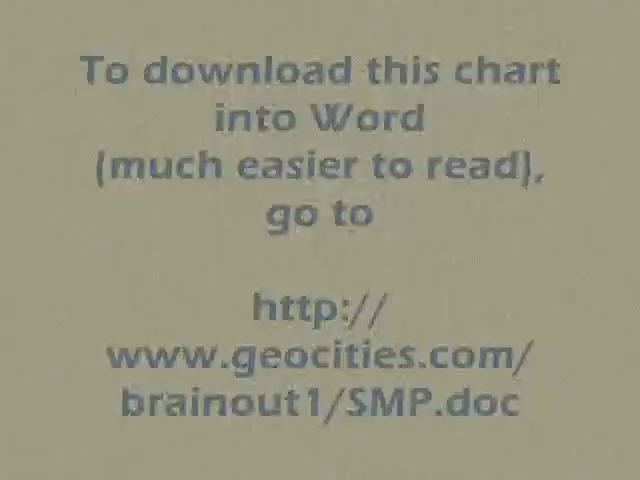 To download this chart
into Word
(much easier to read),
go to
http://
www.geocities.com/
brainout1/SMP.doc